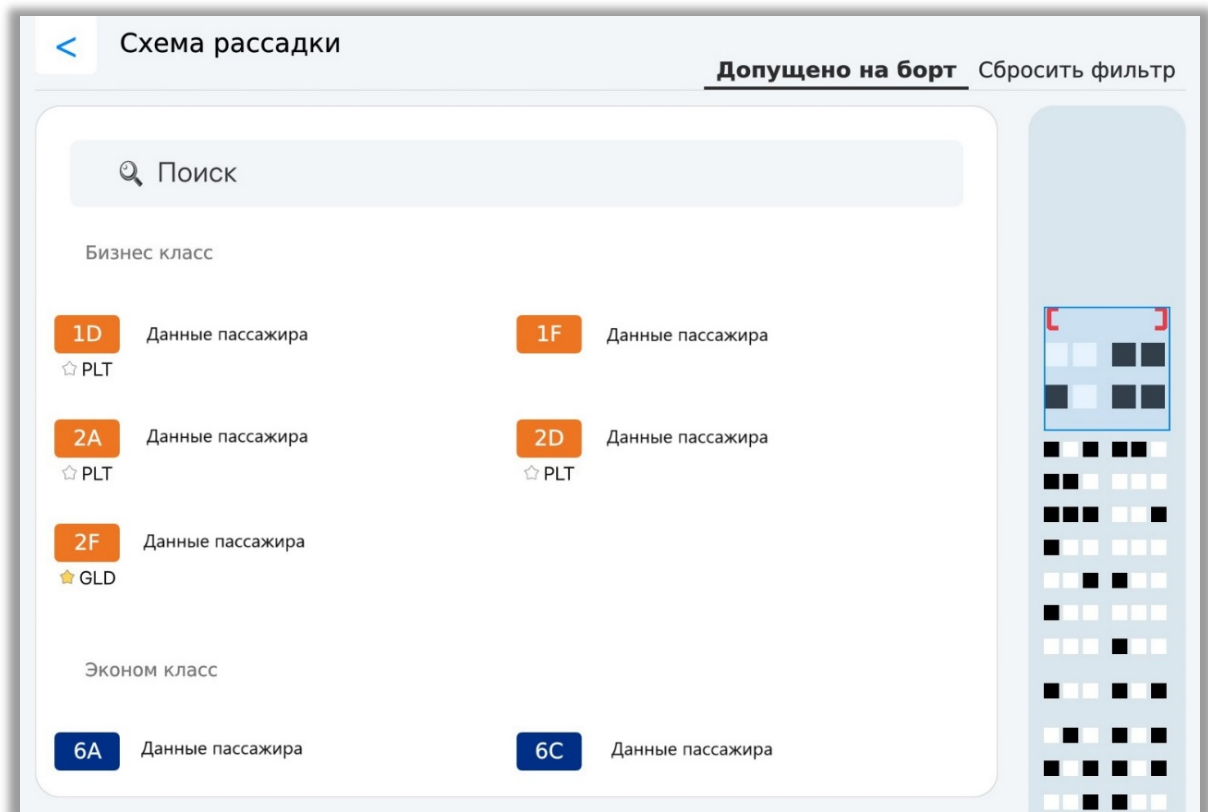 < Схема рассадки
Допущено на борт Сбросить фильтр
Поиск
Бизнес класс
1D Данные пассажира 1F Данные пассажира
PLT
2A Данные пассажира 2D Данные пассажира
PLT PLT
2F Данные пассажира
GLD
Эконом класс
6A Данные пассажира 6C Данные пассажира